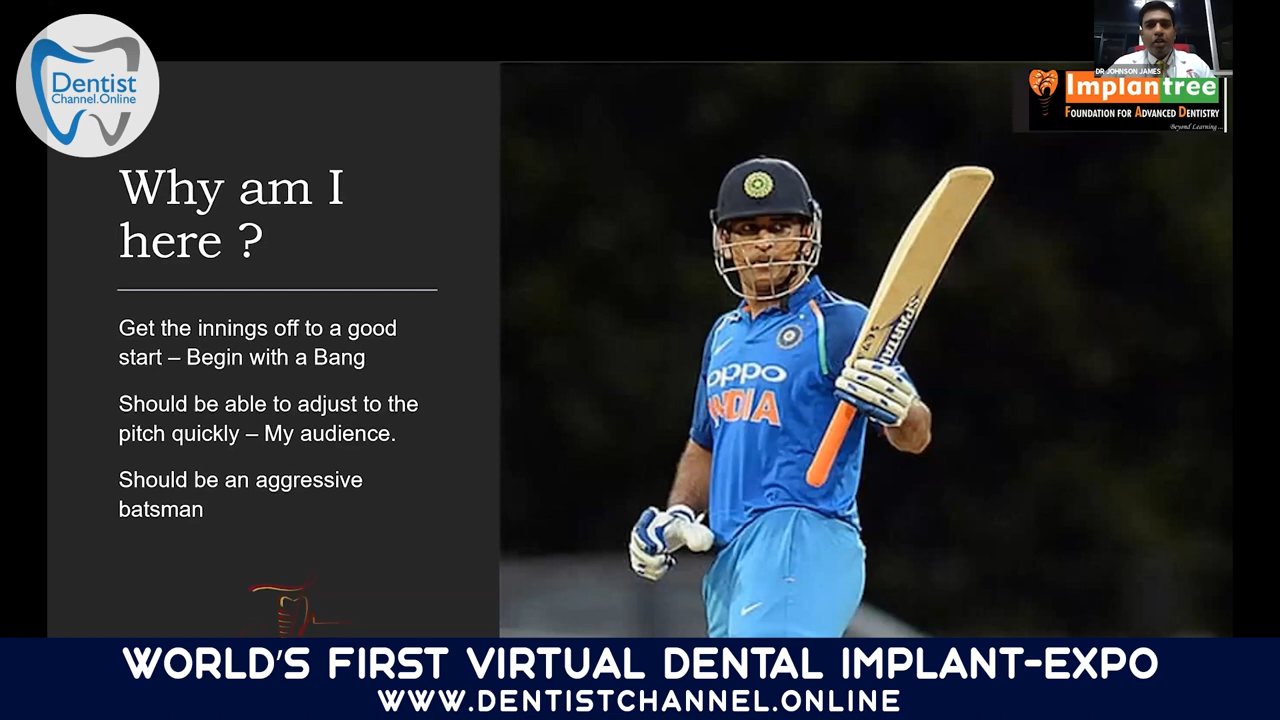 Dentist
Channel.Online
DR JOHNSON JAMES
Implantree
FOUNDATION FOR ADVANCED DENTISTRY
Beyond Learning...
Why am I
here ?
Get the innings off to a good
start – Begin with a Bang
Should be able to adjust to the
pitch quickly – My audience.
Should be an aggressive
batsman
SPARTAN
oppo
INDIA
WORLD'S FIRST VIRTUAL DENTAL IMPLANT-EXPO
WWW.DENTISTCHANNEL.ONLINE